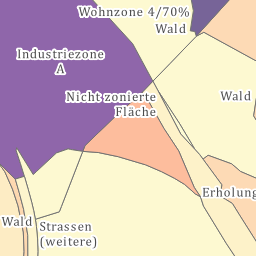 Wohnzone 4/70%
Wald
Industriezone
A
Nicht zonierte
Fläche
Wald
Erholung
Wald
Strassen
(weitere)